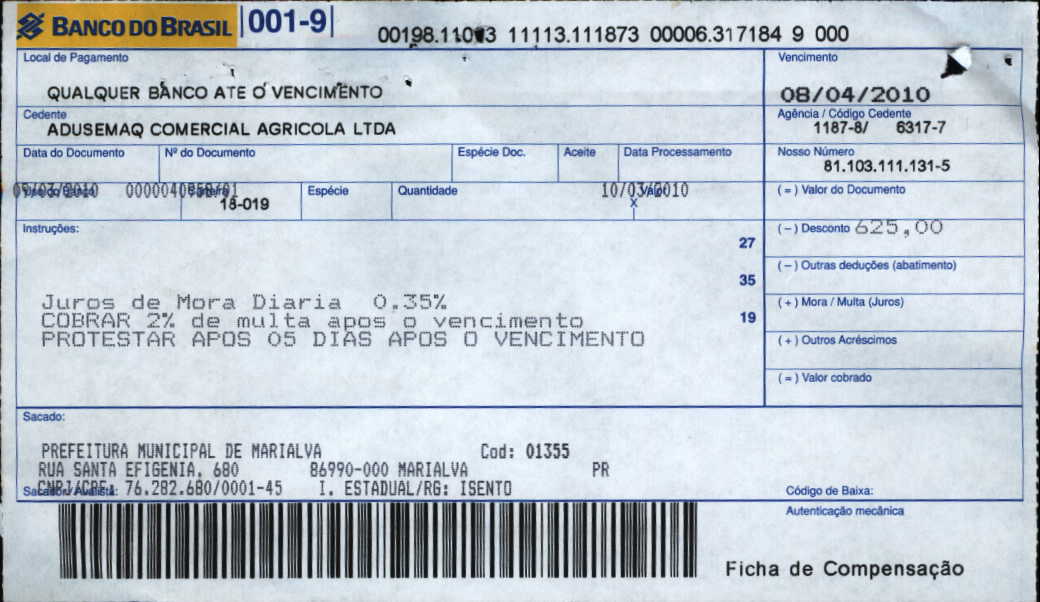 BANCO DO BRASIL 001-9 11113.111873 00006.317184 9 000
Local de Pagamento Vencimento
QUALQUER BANCO ATE O VENCIMENTO 08/04/2010
Cedente Agência / Código Cedente
ADUSEMAQ COMERCIAL AGRICOLA LTDA 1187-8/ 6317-7
Data do Documento Nº do Documento Espécie Doc. Aceite Data Processamento Nosso Número
81.103.111.131-5
09/03/2010 Espécie Quantidade 10/03/2010 ( = ) Valor do Documento
18-019 X
Instruções: ( – ) Desconto 625,00
27
( – ) Outras deduções (abatimento)
35
Juros de Mora Diaria 0.35% ( + ) Mora / Multa (Juros)
COBRAR 2% de multa apos o vencimento 19
PROTESTAR APOS 05 DIAS APOS O VENCIMENTO ( + ) Outros Acréscimos
( = ) Valor cobrado
Sacado:
PREFEITURA MUNICIPAL DE MARIALVA Cod: 01355
RUA SANTA EFIGENIA, 680 86990-000 MARIALVA PR
76.282.680/0001-45 I. ESTADUAL/RG: ISENTO Código de Baixa:
Autenticação mecânica
Ficha de Compensação